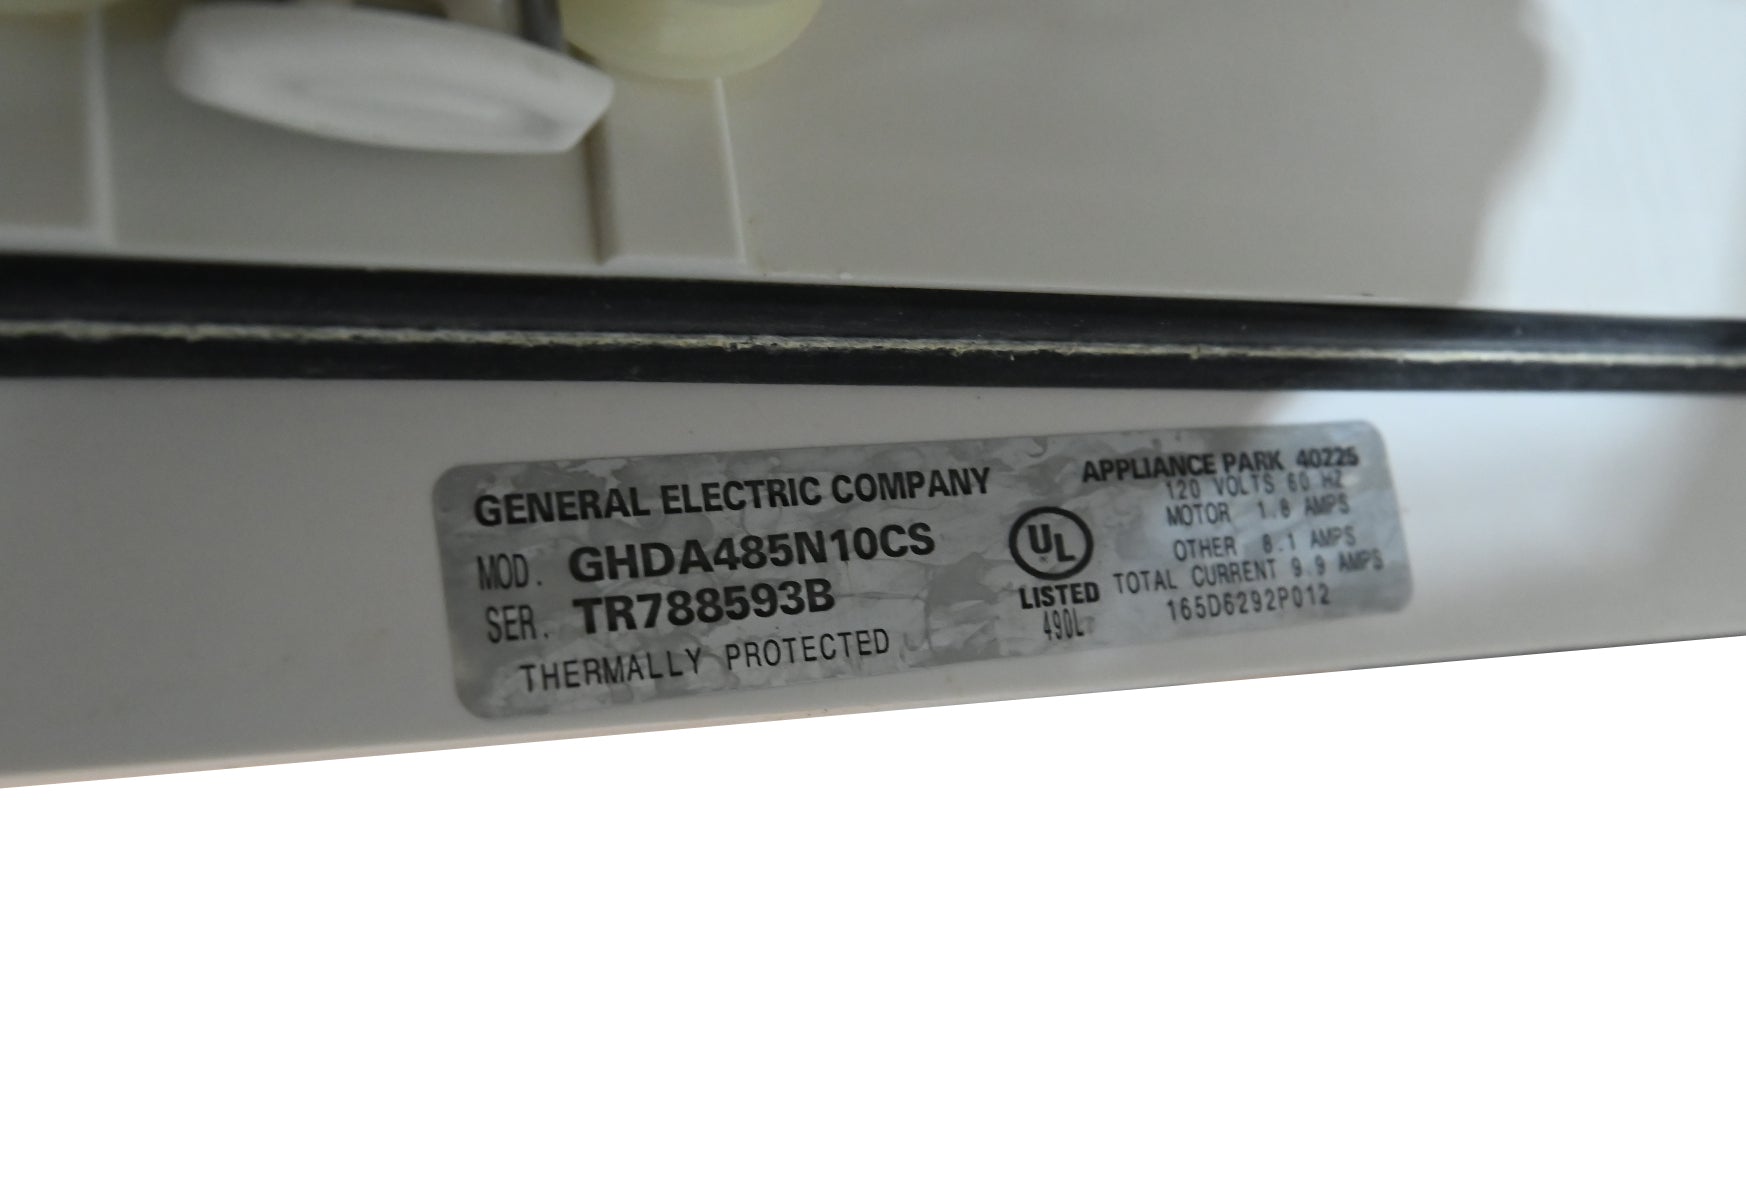 GENERAL ELECTRIC COMPANY
MOD. GHDA485N10CS
SER. TR788593B
THERMALLY PROTECTED
UL
LISTED
490L
APPLIANCE PARK 40225
120 VOLTS 60 HZ
MOTOR 1.8 AMPS
OTHER 8.1 AMPS
TOTAL CURRENT 9.9 AMPS
165D6292P012